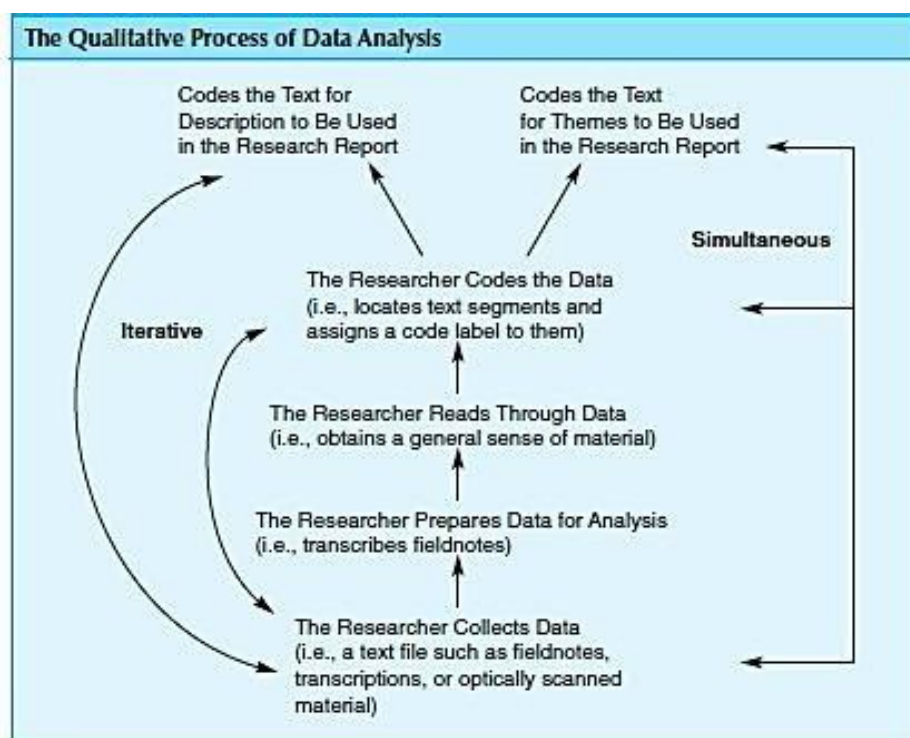 The Qualitative Process of Data Analysis
Codes the Text for
Description to Be Used
in the Research Report
Codes the Text
for Themes to Be Used
in the Research Report
Simultaneous
The Researcher Codes the Data
(i.e., locates text segments and
assigns a code label to them)
Iterative
The Researcher Reads Through Data
(i.e., obtains a general sense of material)
The Researcher Prepares Data for Analysis
(i.e., transcribes fieldnotes)
The Researcher Collects Data
(i.e., a text file such as fieldnotes,
transcriptions, or optically scanned
material)